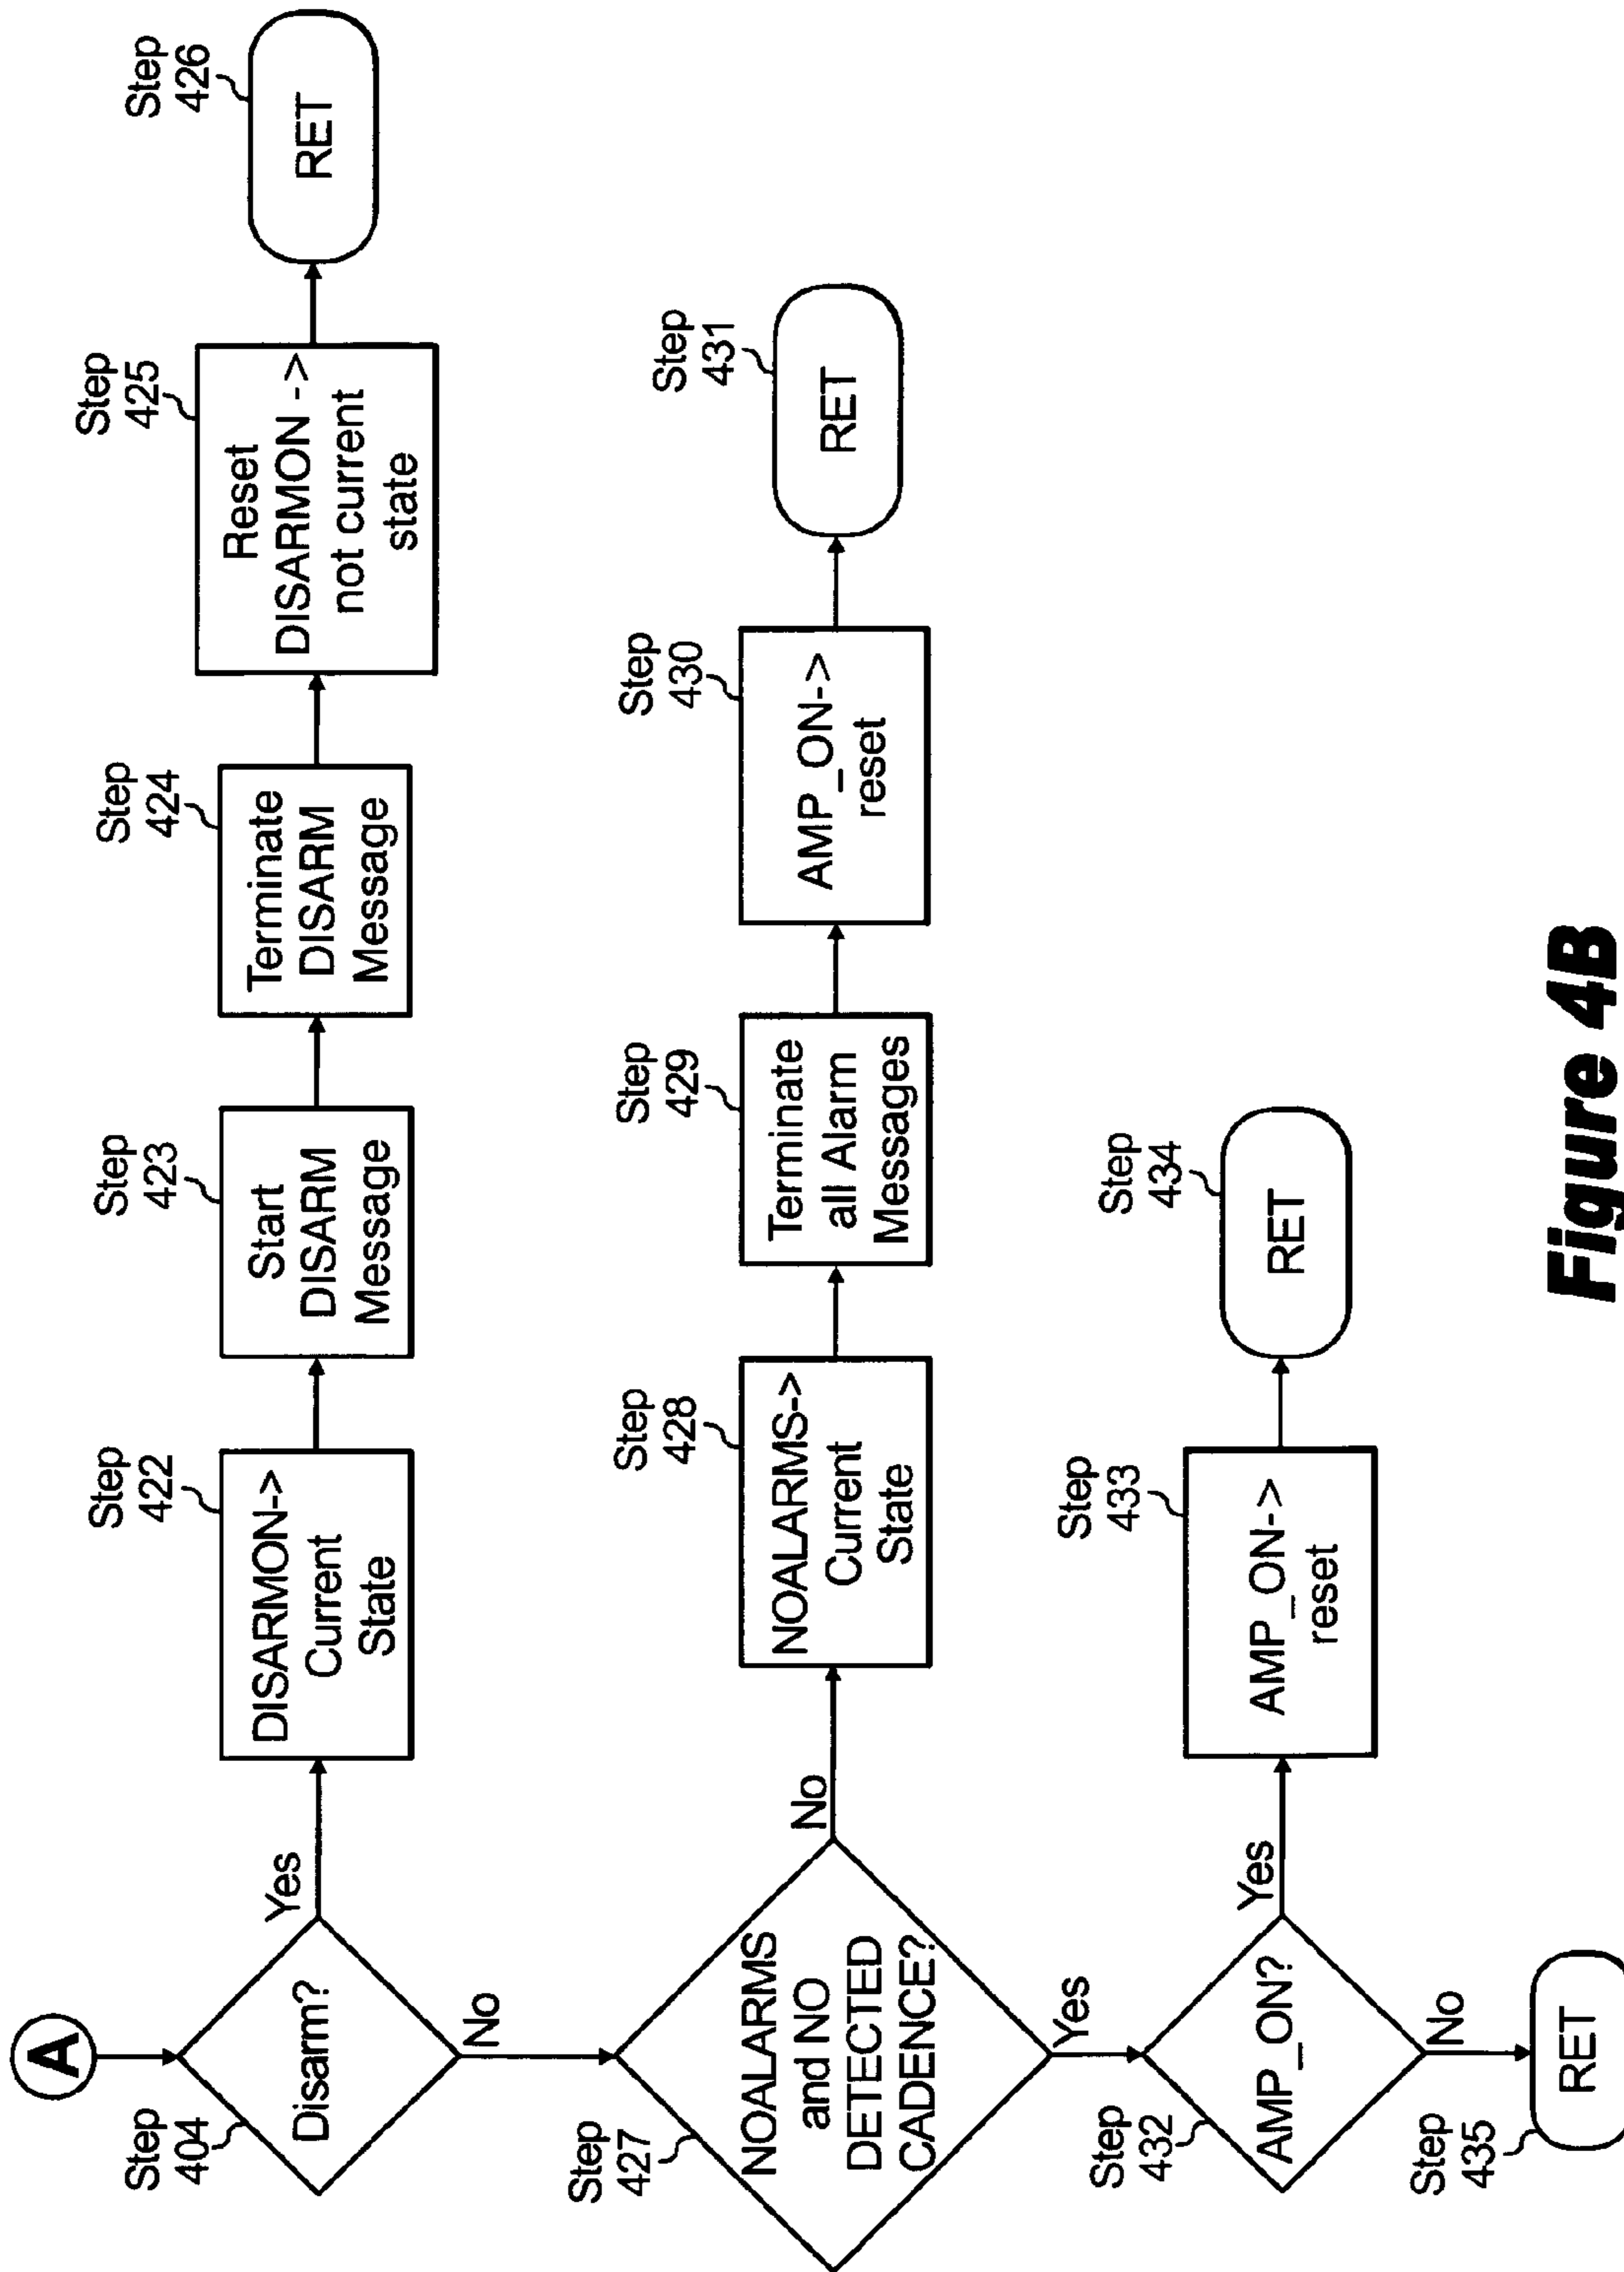 A
Step
404
Disarm?
Yes
No
Step
422
DISARMON->
Current
State
Step
423
Start
DISARM
Message
Step
424
Terminate
DISARM
Message
Step
425
Reset
DISARMON ->
not current
state
Step
426
RET
Step
427
NOALARMS
and NO
DETECTED
CADENCE?
No
Yes
Step
428
NOALARMS->
Current
State
Step
429
Terminate
all Alarm
Messages
Step
430
AMP_ON->
reset
Step
431
RET
Step
432
AMP_ON?
Yes
No
Step
433
AMP_ON->
reset
Step
434
RET
Step
435
RET
Figure 4B